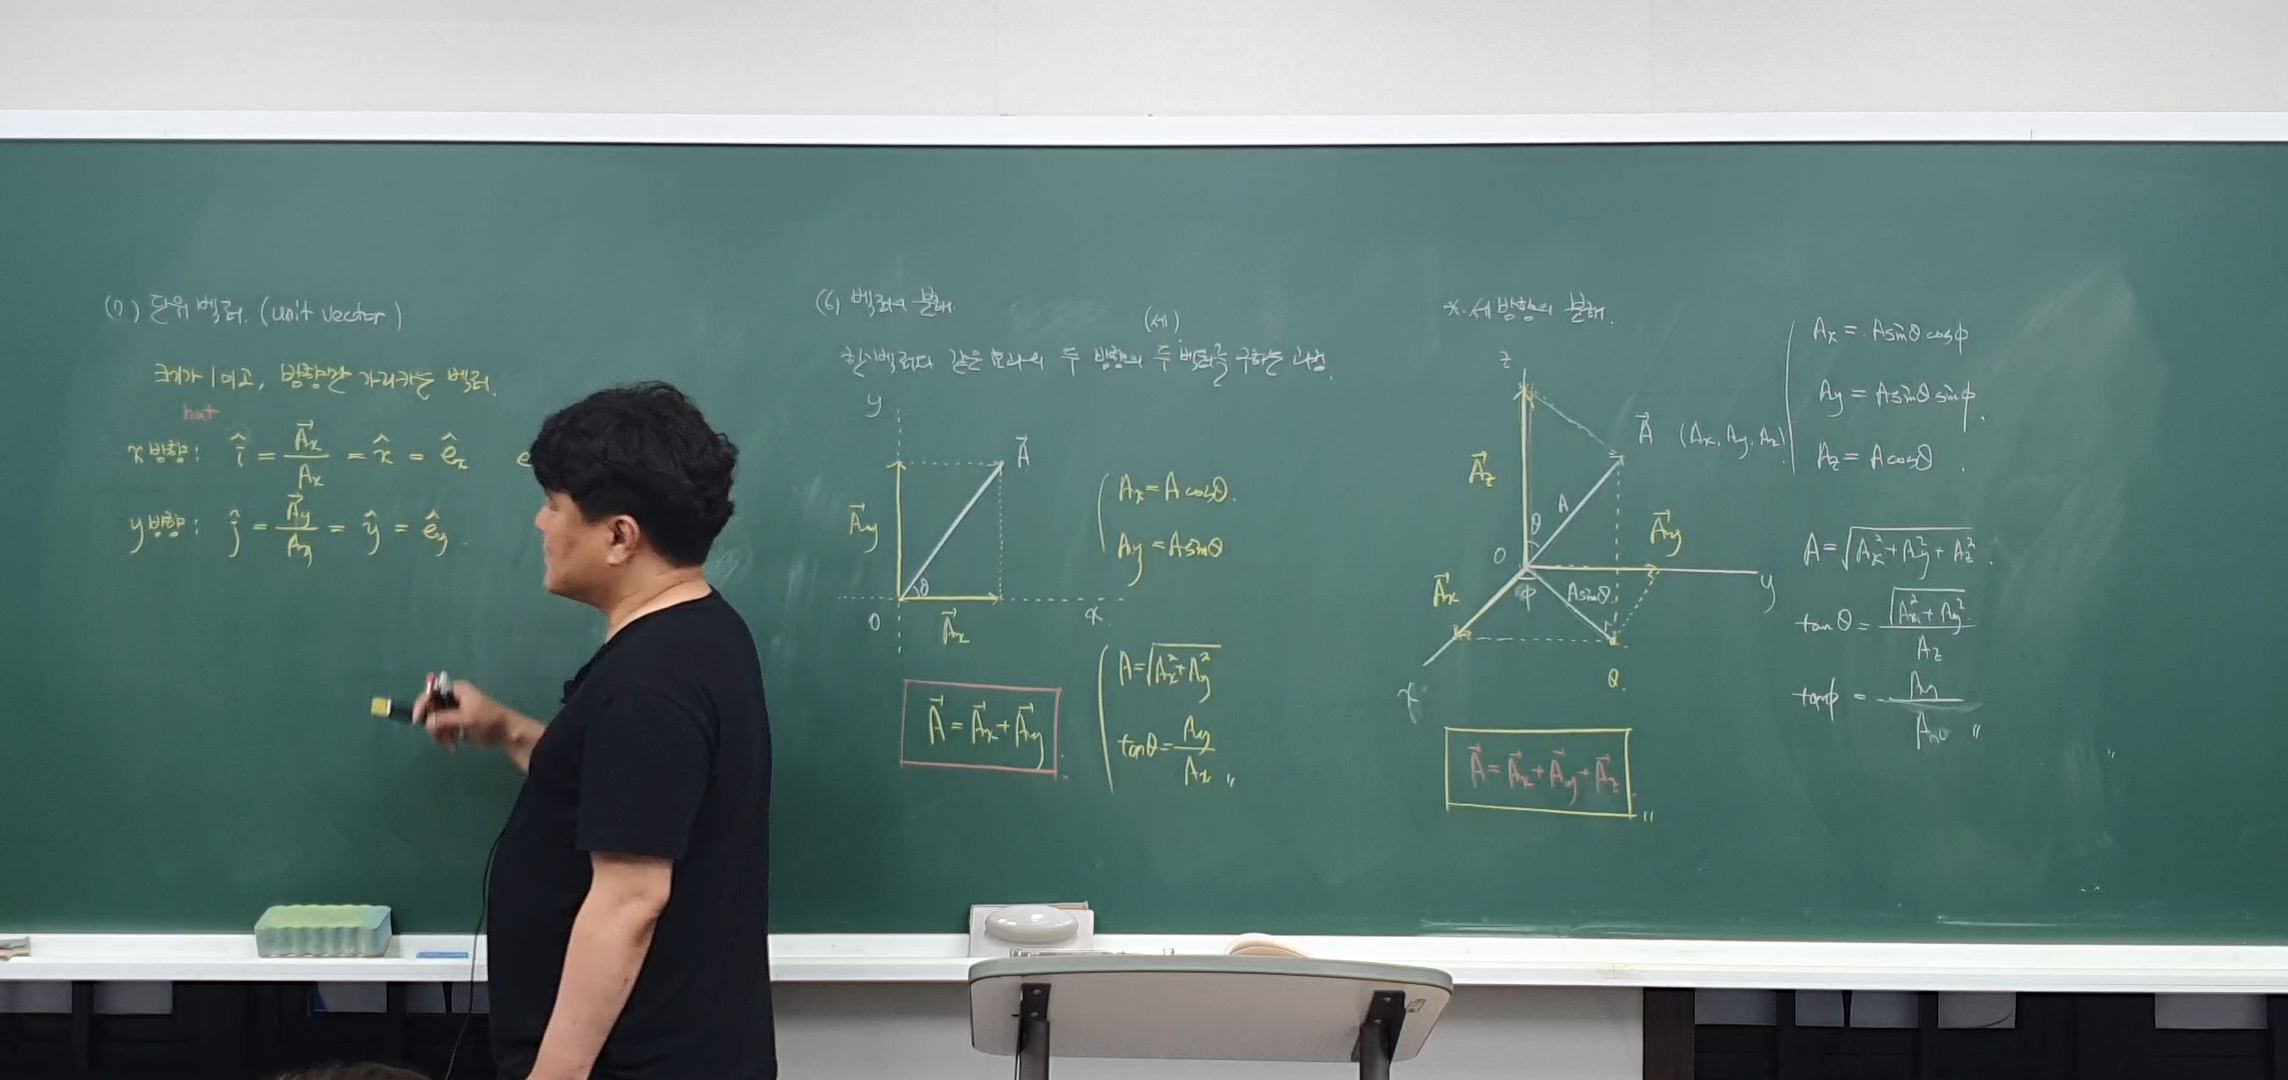 (7) 단위 벡터. (unit vector)
크기가 1이고, 방향만 가리키는 벡터.
hat
x방향: î = A⃗x / Ax = x̂ = êx
y방향: ĵ = A⃗y / Ay = ŷ = êy.
(6) 벡터의 분해.
(세)
한 벡터와 같은 효과의 두 방향의 두 벡터를 구하는 과정.
y
A⃗
A⃗y
θ
0
A⃗x
x
Ax = A cosθ.
Ay = A sinθ
A⃗ = A⃗x + A⃗y
A = √(Ax² + Ay²)
tanθ = Ay / Ax 〃
*. 세 방향의 분해.
z
A⃗ (Ax, Ay, Az)
A⃗z
A
θ
0
A⃗y
y
A⃗x
φ
A sinθ
x
Q.
A⃗ = A⃗x + A⃗y + A⃗z 〃
Ax = A sinθ cosφ
Ay = A sinθ sinφ.
Az = A cosθ.
A = √(Ax² + Ay² + Az²).
tanθ = √(Ax² + Ay²) / Az
tanφ = Ay / Ax 〃